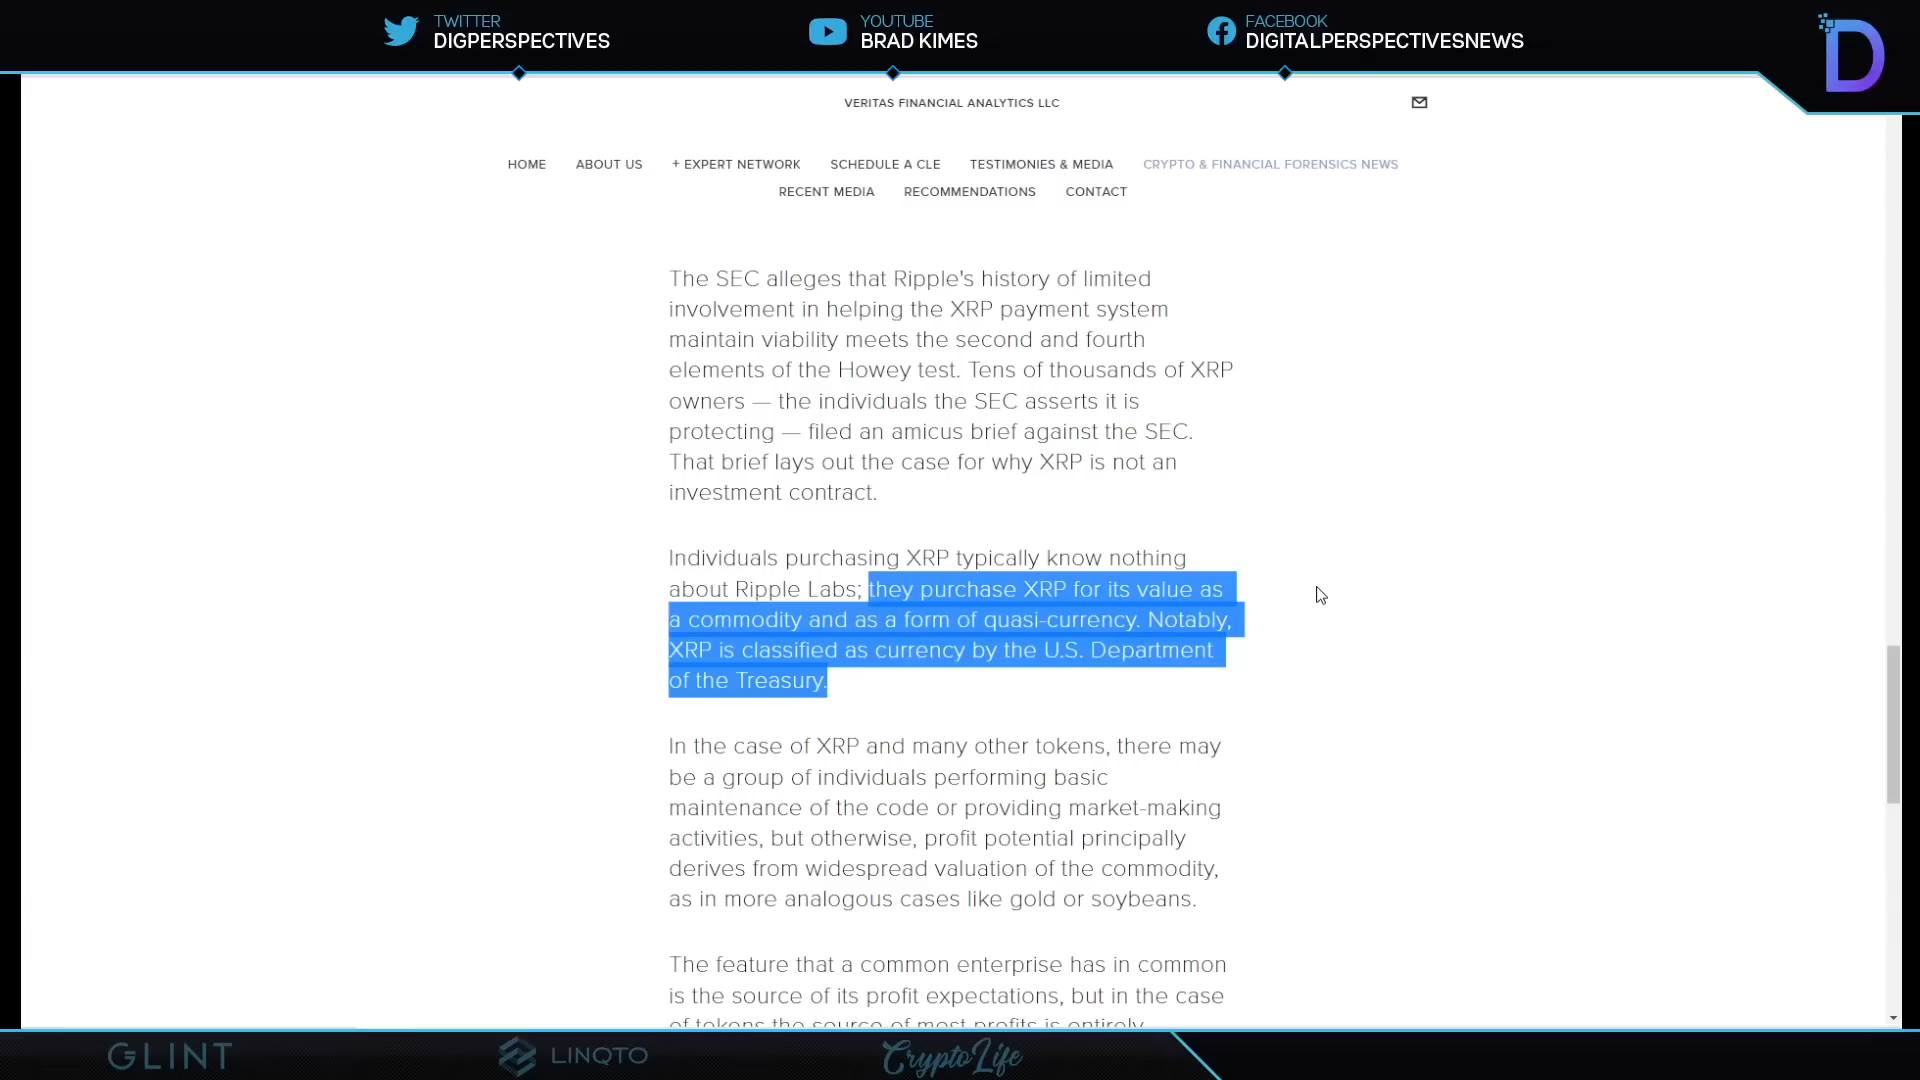 TWITTER
DIGPERSPECTIVES
YOUTUBE
BRAD KIMES
FACEBOOK
DIGITALPERSPECTIVESNEWS
D
VERITAS FINANCIAL ANALYTICS LLC
HOME ABOUT US + EXPERT NETWORK SCHEDULE A CLE TESTIMONIES & MEDIA CRYPTO & FINANCIAL FORENSICS NEWS
RECENT MEDIA RECOMMENDATIONS CONTACT
The SEC alleges that Ripple's history of limited
involvement in helping the XRP payment system
maintain viability meets the second and fourth
elements of the Howey test. Tens of thousands of XRP
owners — the individuals the SEC asserts it is
protecting — filed an amicus brief against the SEC.
That brief lays out the case for why XRP is not an
investment contract.
Individuals purchasing XRP typically know nothing
about Ripple Labs; they purchase XRP for its value as
a commodity and as a form of quasi-currency. Notably,
XRP is classified as currency by the U.S. Department
of the Treasury.
In the case of XRP and many other tokens, there may
be a group of individuals performing basic
maintenance of the code or providing market-making
activities, but otherwise, profit potential principally
derives from widespread valuation of the commodity,
as in more analogous cases like gold or soybeans.
The feature that a common enterprise has in common
is the source of its profit expectations, but in the case
of tokens the source of most profits is entirely
GLINT
LINQTO
CryptoLife